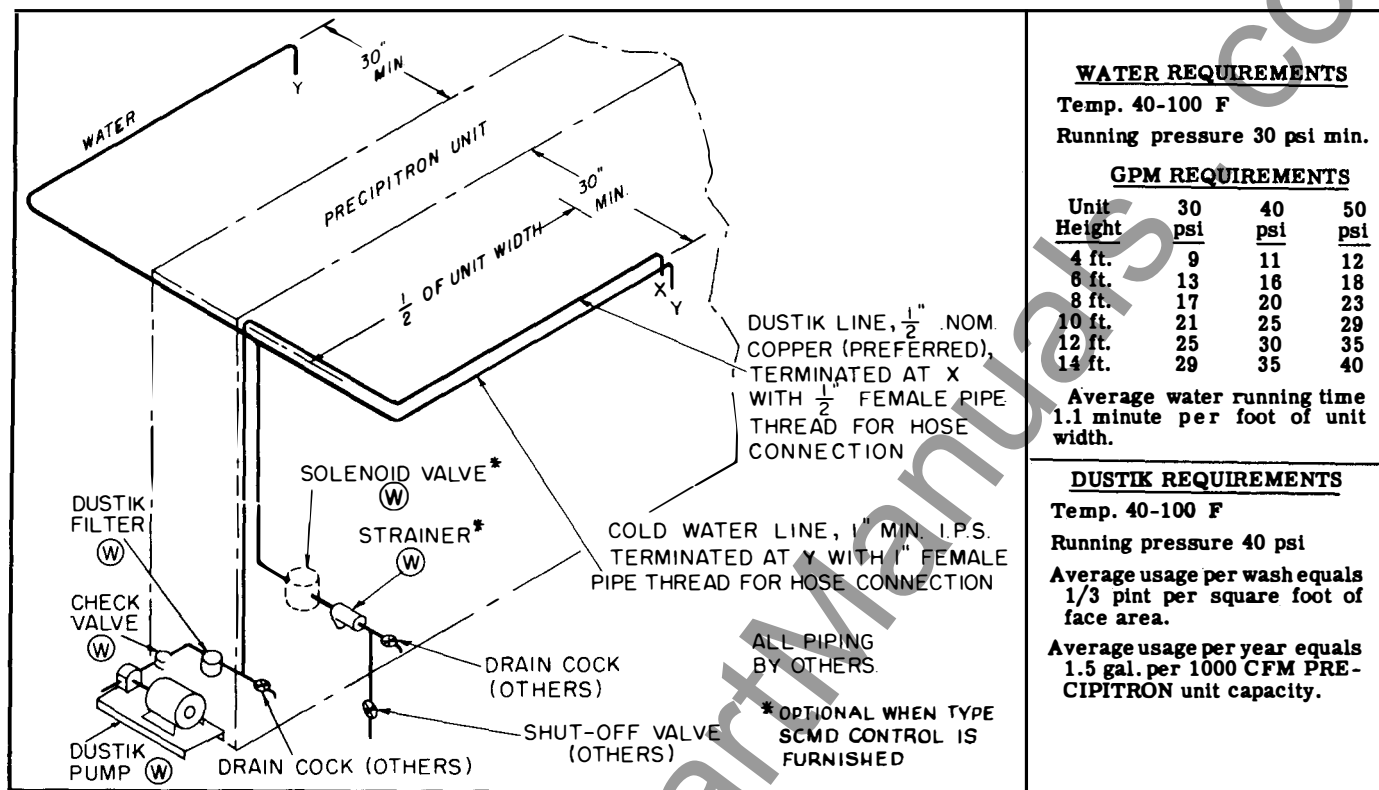 30" MIN
Y
WATER
PRECIPITRON UNIT
30" MIN.
1/2 OF UNIT WIDTH
X
Y
DUSTIK LINE, 1/2" NOM.
COPPER (PREFERRED),
TERMINATED AT X
WITH 1/2" FEMALE PIPE
THREAD FOR HOSE
CONNECTION
SOLENOID VALVE*
W
STRAINER*
W
DUSTIK
FILTER
W
CHECK
VALVE
W
COLD WATER LINE, 1" MIN. I.P.S.
TERMINATED AT Y WITH 1" FEMALE
PIPE THREAD FOR HOSE CONNECTION
DRAIN COCK
(OTHERS)
ALL PIPING
BY OTHERS.
SHUT-OFF VALVE
(OTHERS)
* OPTIONAL WHEN TYPE
SCMD CONTROL IS
FURNISHED
DUSTIK
PUMP W
DRAIN COCK (OTHERS)
WATER REQUIREMENTS
Temp. 40-100 F
Running pressure 30 psi min.
GPM REQUIREMENTS
Unit 30 40 50
Height psi psi psi
4 ft. 9 11 12
6 ft. 13 16 18
8 ft. 17 20 23
10 ft. 21 25 29
12 ft. 25 30 35
14 ft. 29 35 40
Average water running time
1.1 minute per foot of unit
width.
DUSTIK REQUIREMENTS
Temp. 40-100 F
Running pressure 40 psi
Average usage per wash equals
1/3 pint per square foot of
face area.
Average usage per year equals
1.5 gal. per 1000 CFM PRE-
CIPITRON unit capacity.